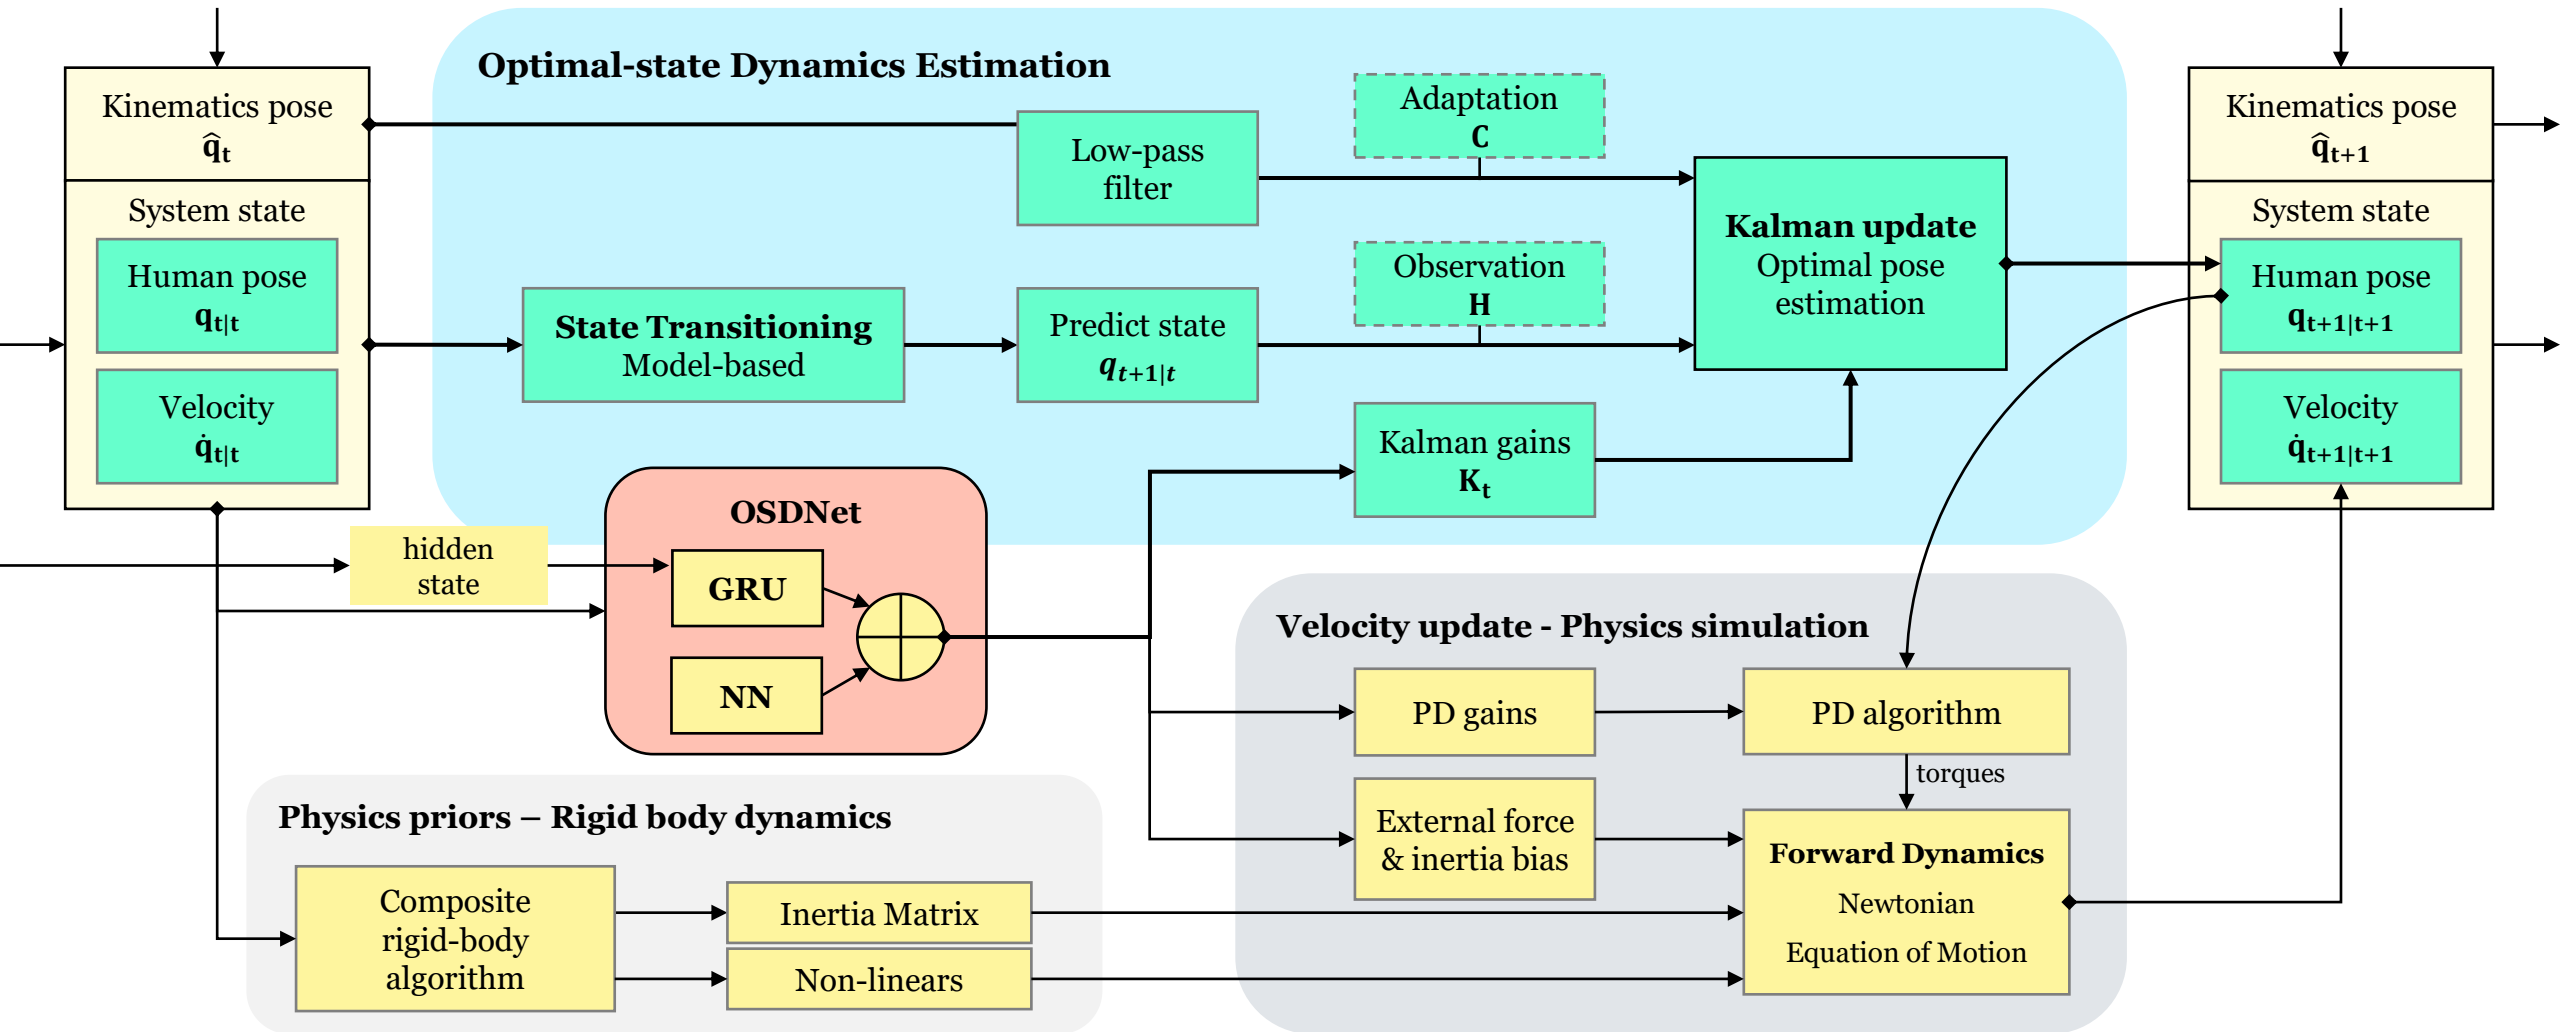 Kinematics pose
q̂t
System state
Human pose
qt|t
Velocity
q̇t|t
Optimal-state Dynamics Estimation
Low-pass
filter
Adaptation
C
State Transitioning
Model-based
Predict state
qt+1|t
Observation
H
Kalman update
Optimal pose
estimation
Kalman gains
Kt
Kinematics pose
q̂t+1
System state
Human pose
qt+1|t+1
Velocity
q̇t+1|t+1
hidden
state
OSDNet
GRU
NN
Velocity update - Physics simulation
PD gains
PD algorithm
torques
External force
& inertia bias
Forward Dynamics
Newtonian
Equation of Motion
Physics priors – Rigid body dynamics
Composite
rigid-body
algorithm
Inertia Matrix
Non-linears